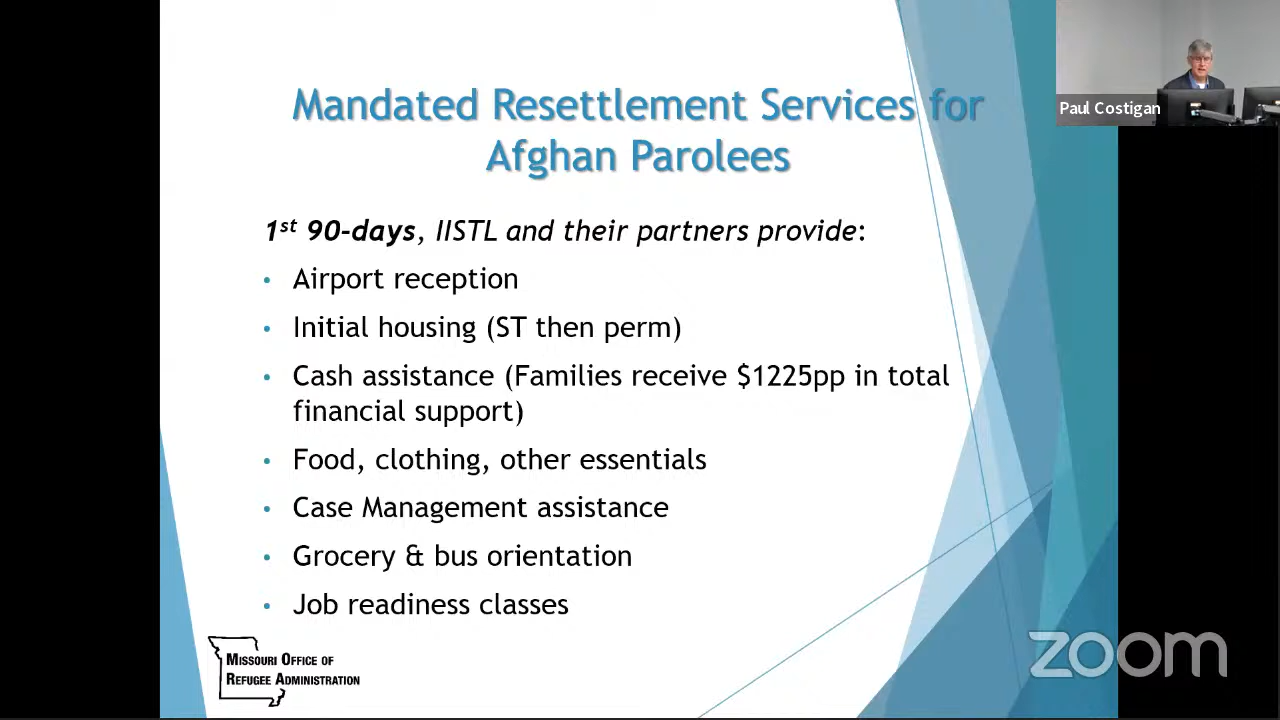 Mandated Resettlement Services for
Afghan Parolees
Paul Costigan
1st 90-days, IISTL and their partners provide:
• Airport reception
• Initial housing (ST then perm)
• Cash assistance (Families receive $1225pp in total
financial support)
• Food, clothing, other essentials
• Case Management assistance
• Grocery & bus orientation
• Job readiness classes
MISSOURI OFFICE OF
REFUGEE ADMINISTRATION
zoom